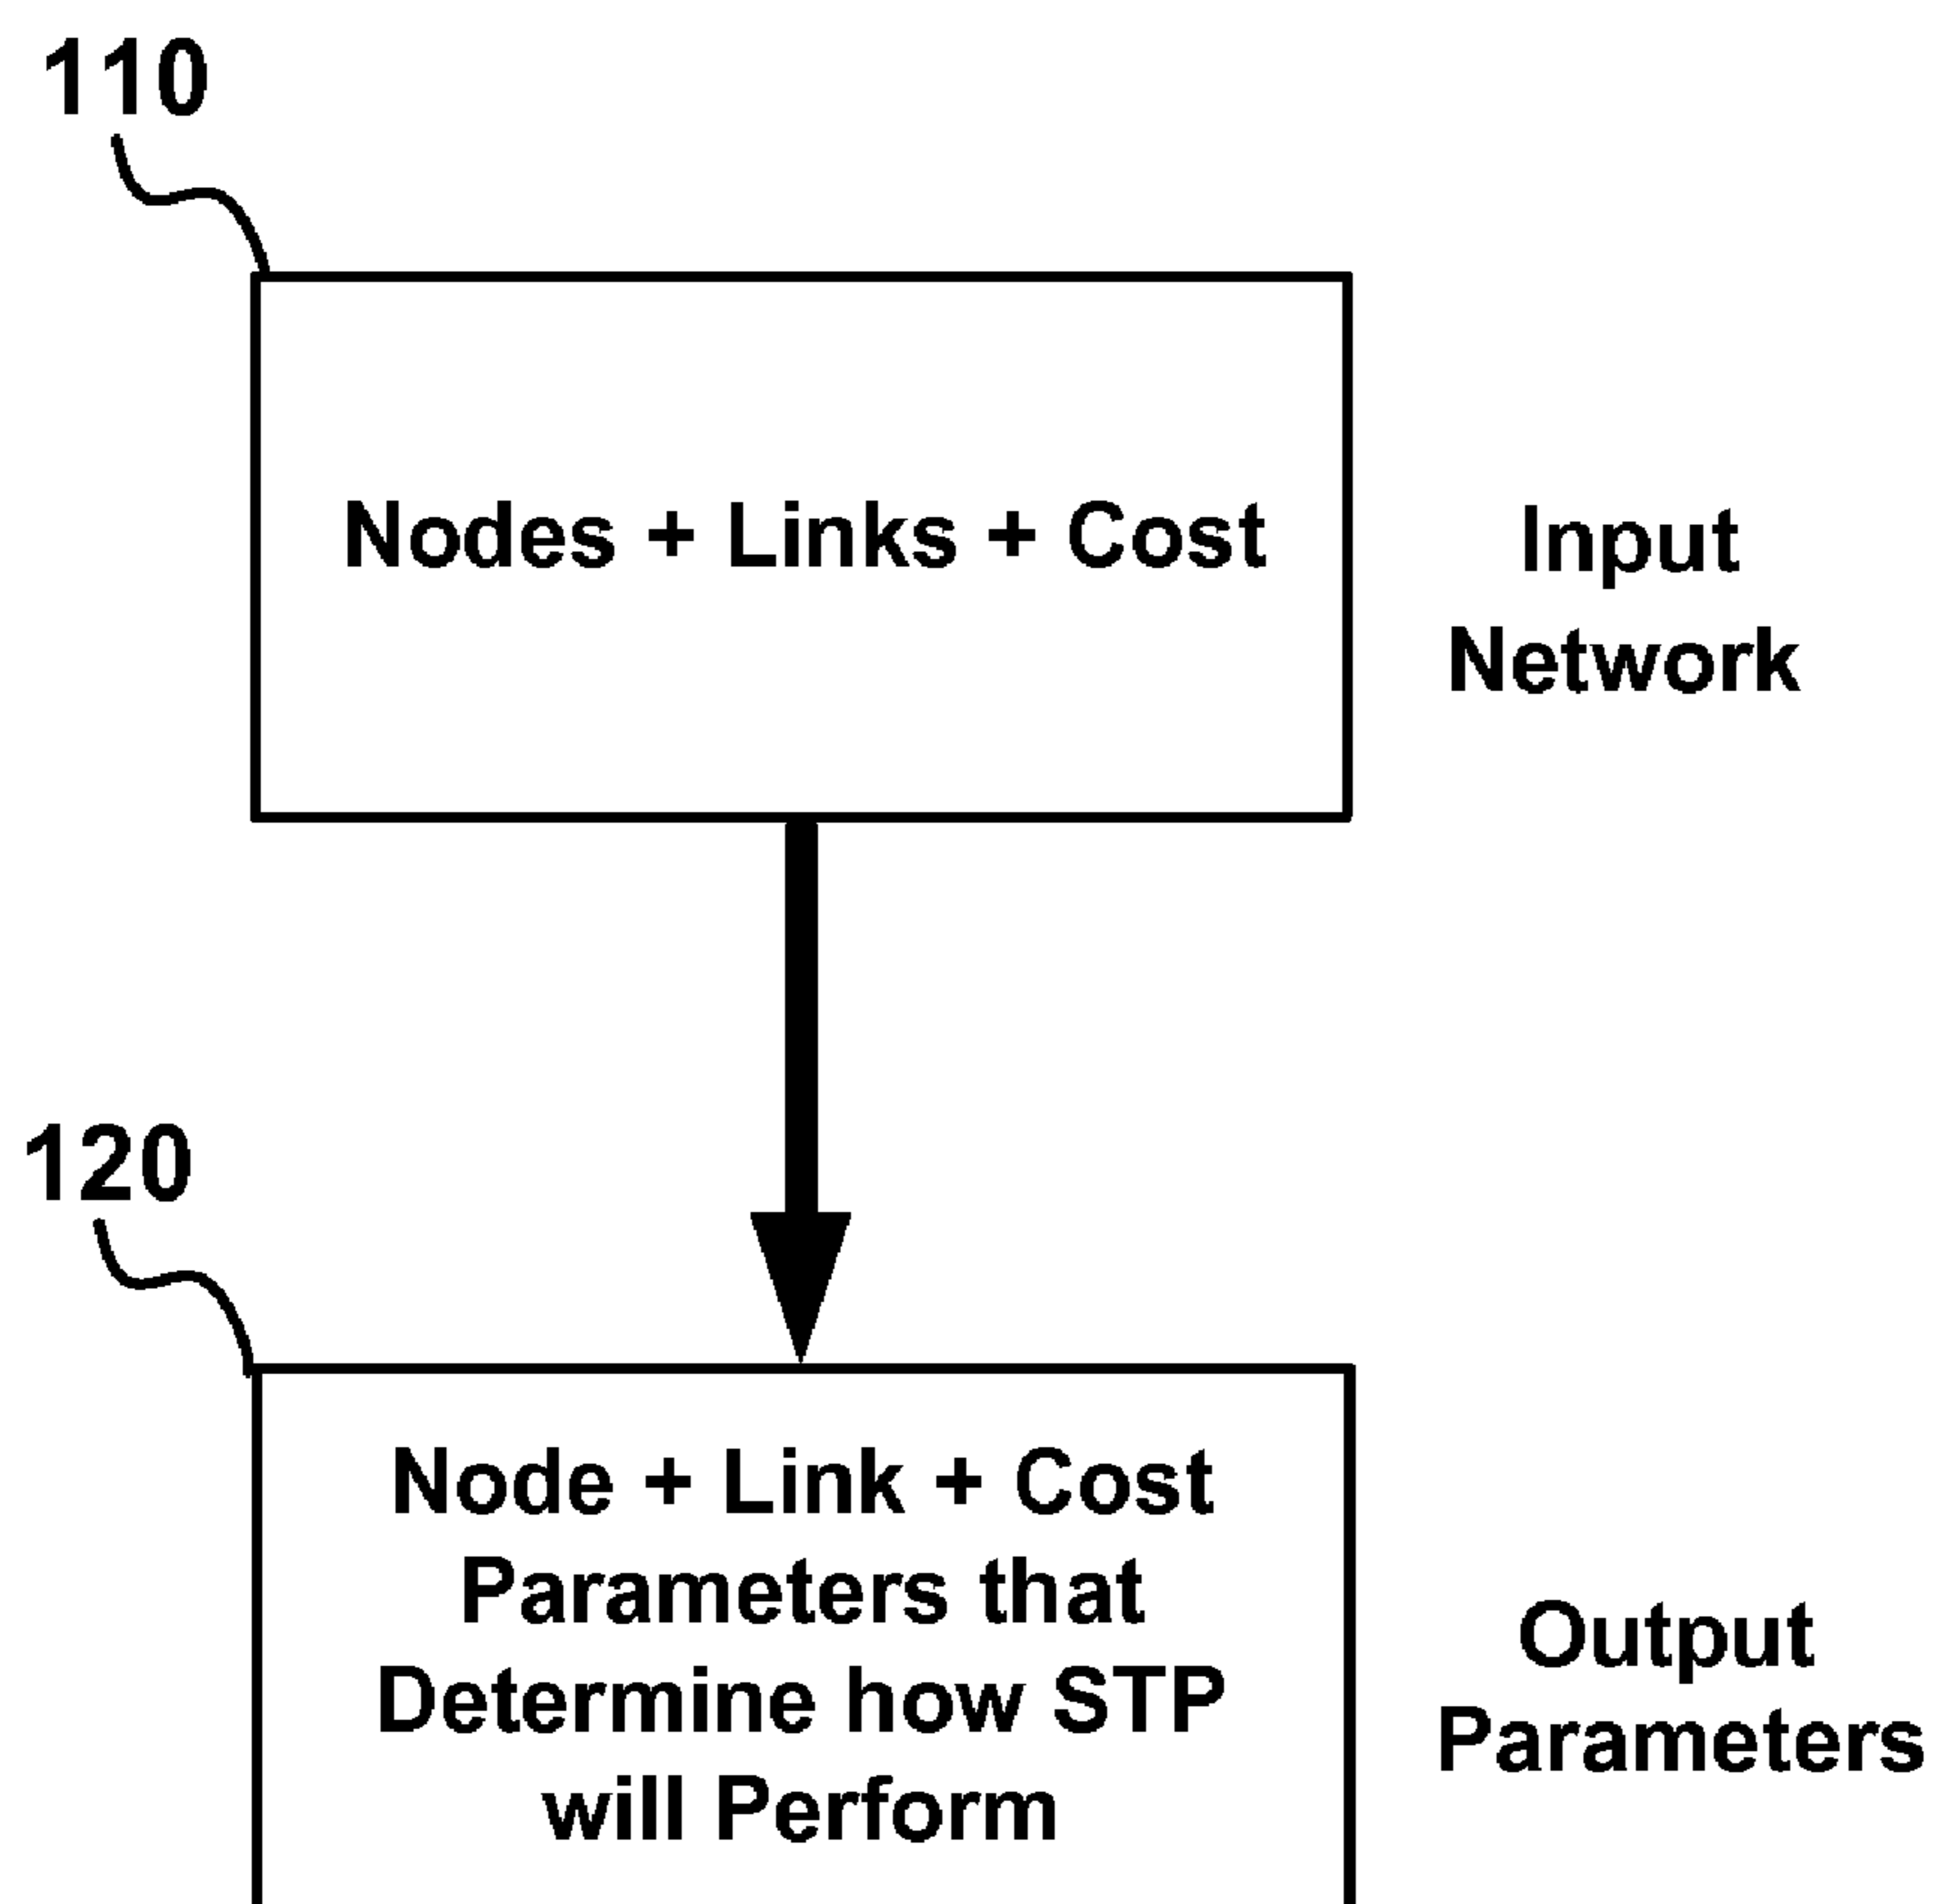 110
Nodes + Links + Cost
Input
Network
120
Node + Link + Cost
Parameters that
Determine how STP
will Perform
Output
Parameters